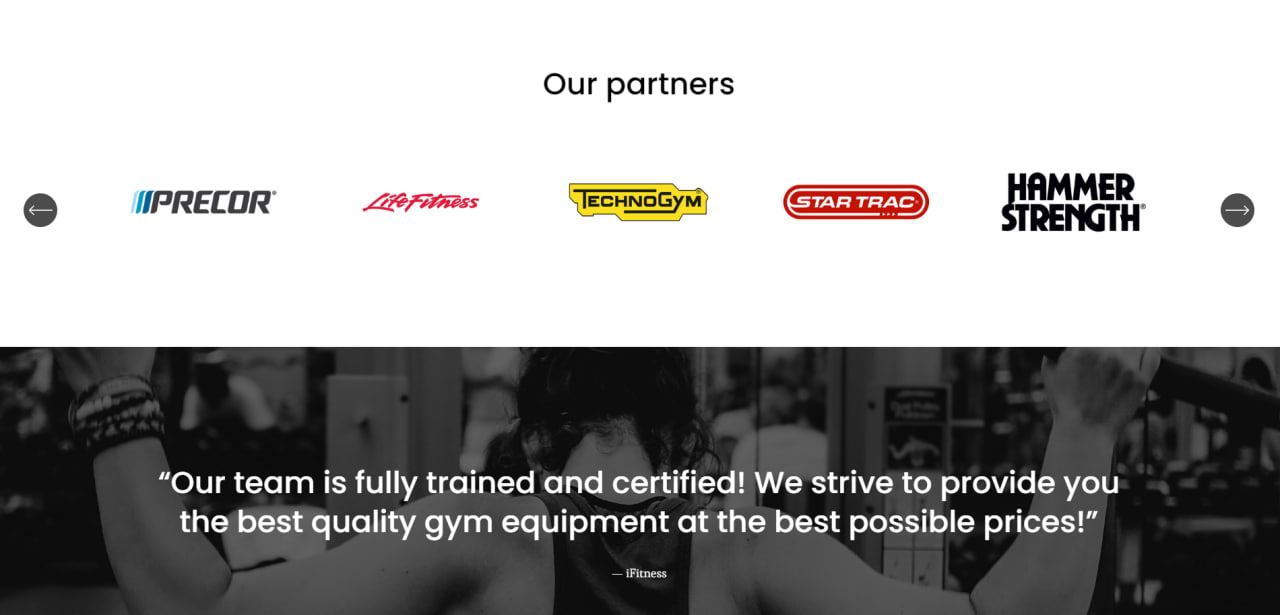 Our partners
PRECOR®
LifeFitness
TECHNOGYM®
STAR TRAC®
HAMMER
STRENGTH®
“Our team is fully trained and certified! We strive to provide you
the best quality gym equipment at the best possible prices!”
— iFitness